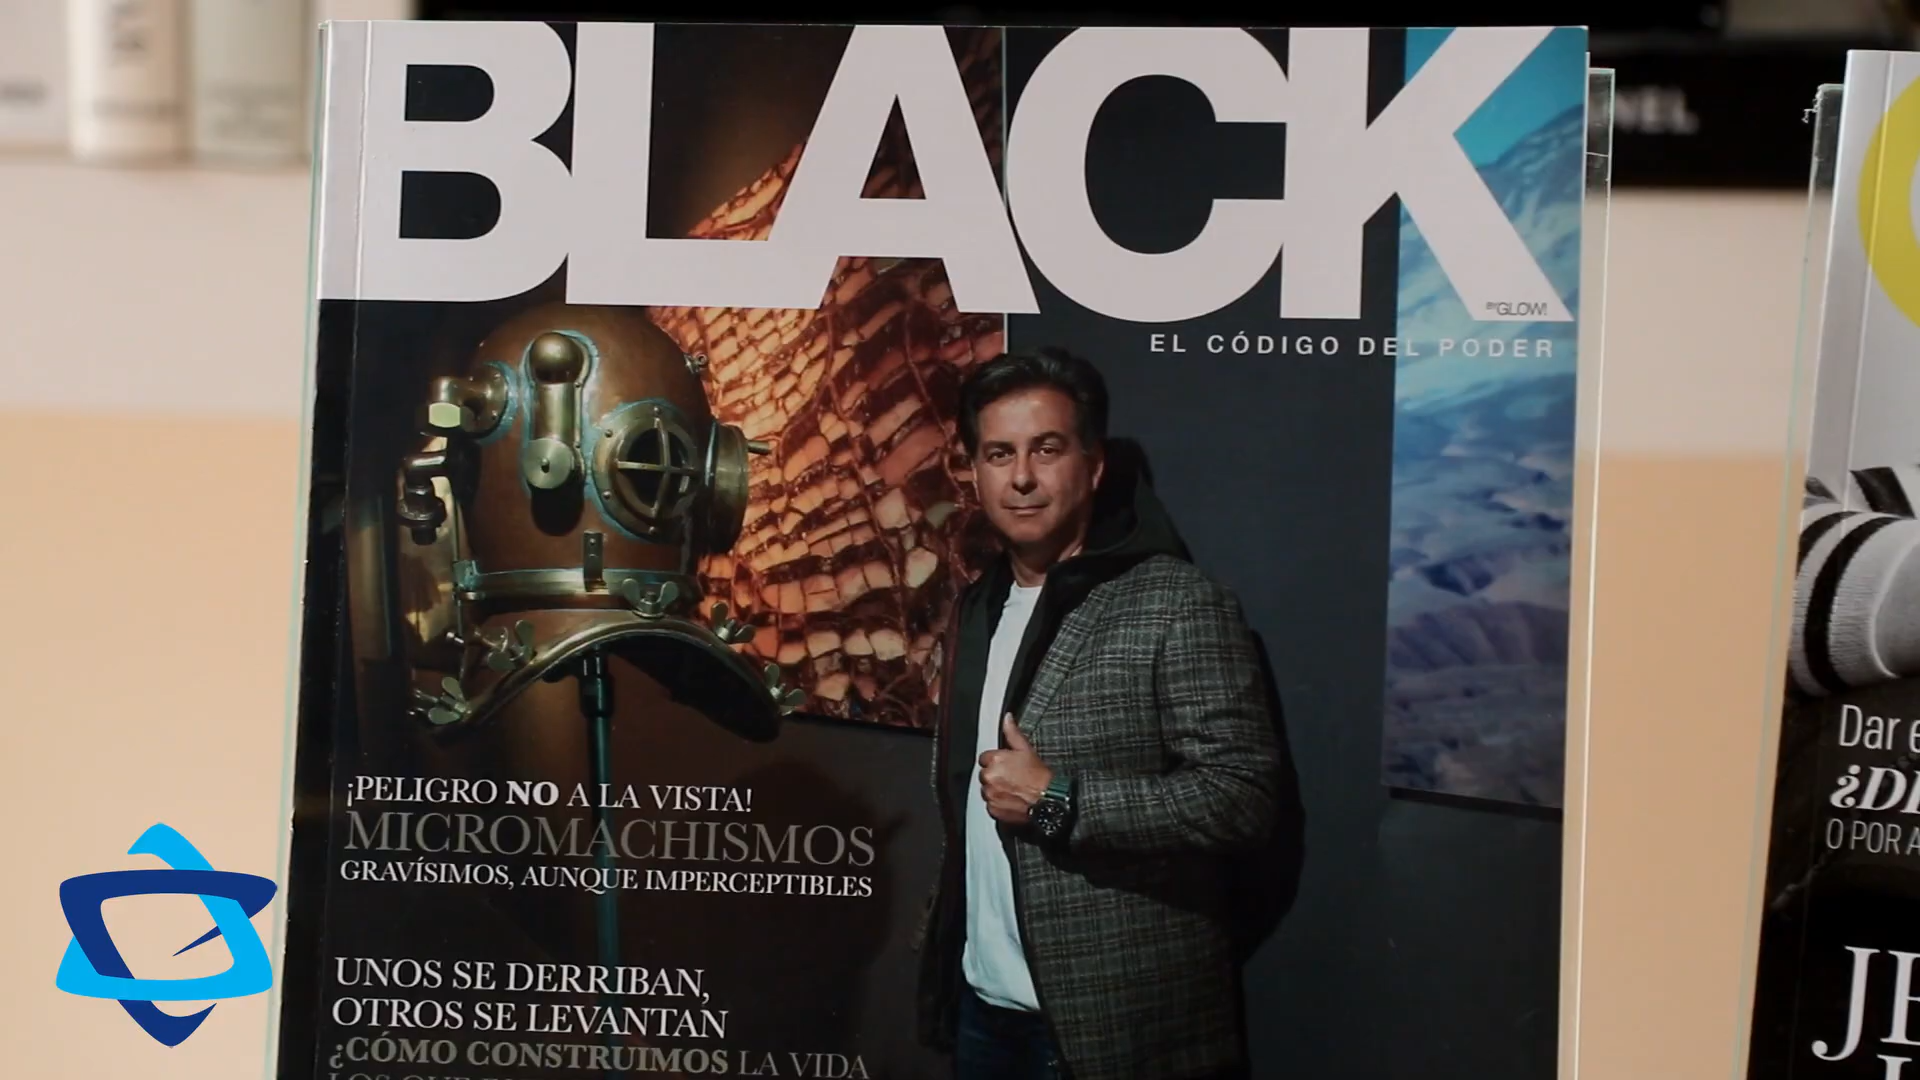 BLACK
BY GLOW!
EL CÓDIGO DEL PODER
¡PELIGRO NO A LA VISTA!
MICROMACHISMOS
GRAVÍSIMOS, AUNQUE IMPERCEPTIBLES
UNOS SE DERRIBAN,
OTROS SE LEVANTAN
¿CÓMO CONSTRUIMOS LA VIDA
Dar
O POR